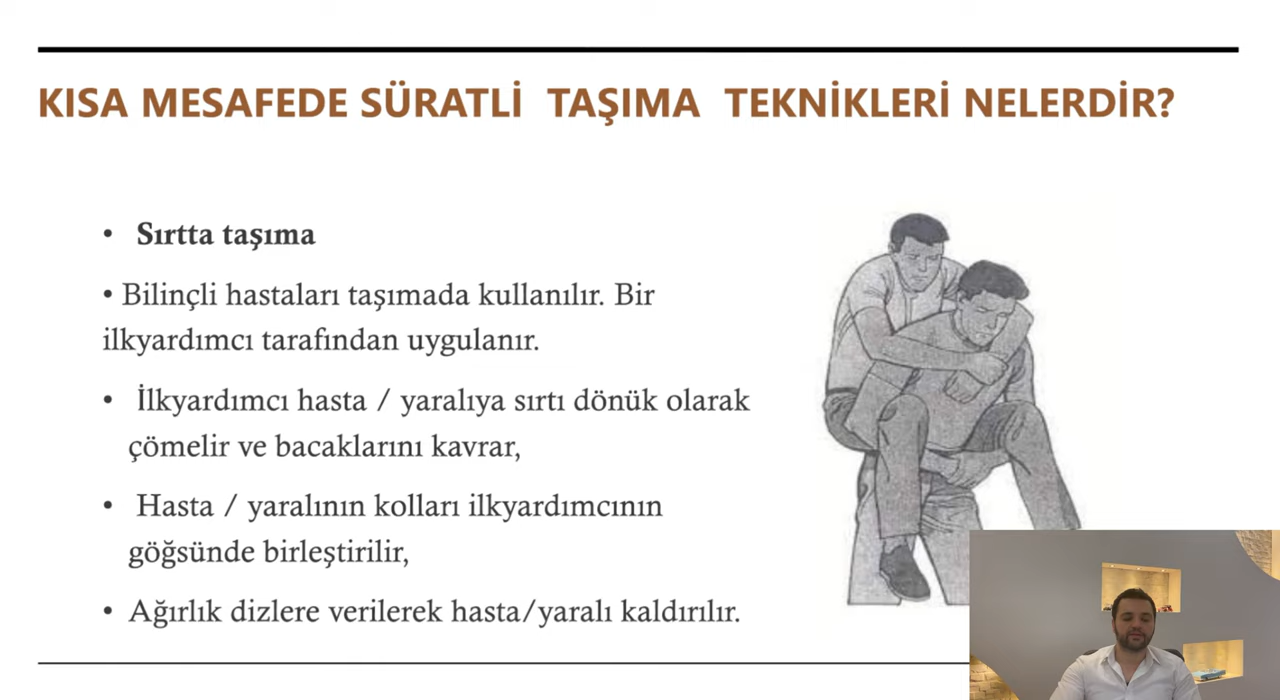 KISA MESAFEDE SÜRATLİ TAŞIMA TEKNİKLERİ NELERDİR?
• Sırtta taşıma
• Bilinçli hastaları taşımada kullanılır. Bir
ilkyardımcı tarafından uygulanır.
• İlkyardımcı hasta / yaralıya sırtı dönük olarak
çömelir ve bacaklarını kavrar,
• Hasta / yaralının kolları ilkyardımcının
göğsünde birleştirilir,
• Ağırlık dizlere verilerek hasta/yaralı kaldırılır.